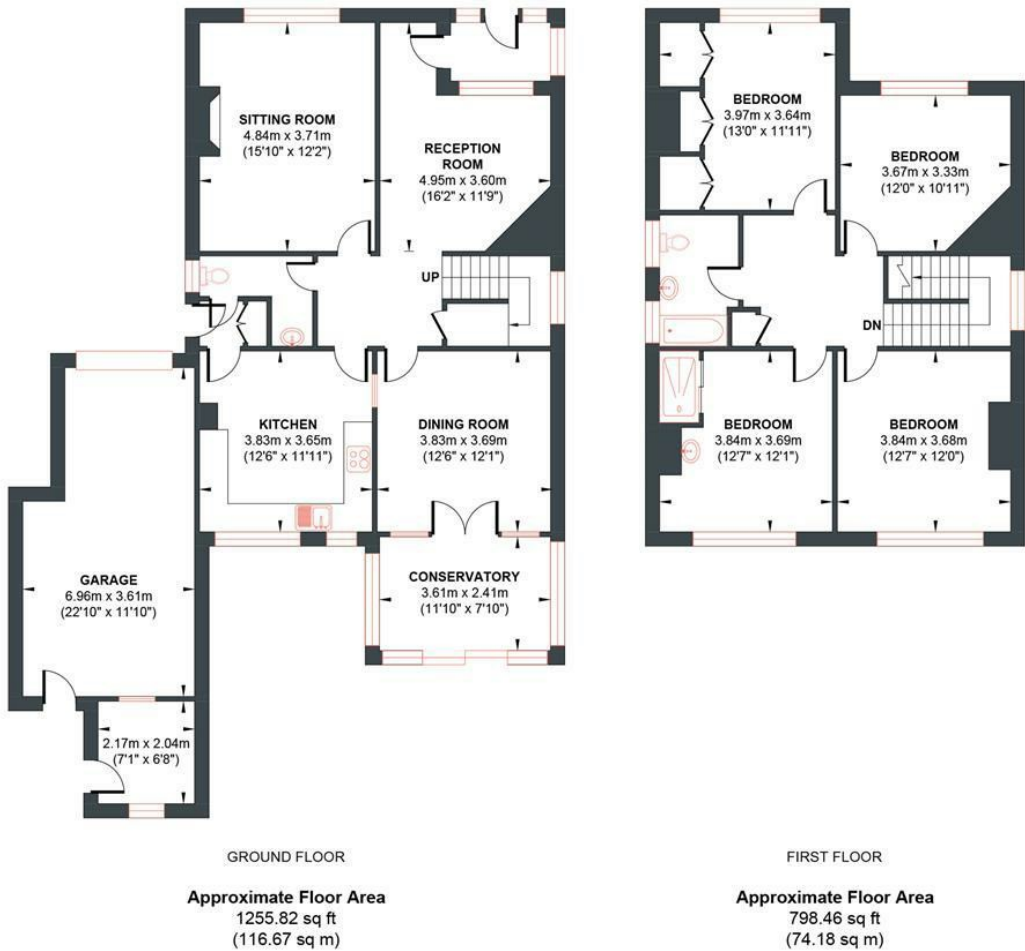 SITTING ROOM
4.84m x 3.71m
(15'10" x 12'2")
RECEPTION
ROOM
4.95m x 3.60m
(16'2" x 11'9")
UP
KITCHEN
3.83m x 3.65m
(12'6" x 11'11")
DINING ROOM
3.83m x 3.69m
(12'6" x 12'1")
GARAGE
6.96m x 3.61m
(22'10" x 11'10")
CONSERVATORY
3.61m x 2.41m
(11'10" x 7'10")
2.17m x 2.04m
(7'1" x 6'8")
GROUND FLOOR
Approximate Floor Area
1255.82 sq ft
(116.67 sq m)
BEDROOM
3.97m x 3.64m
(13'0" x 11'11")
BEDROOM
3.67m x 3.33m
(12'0" x 10'11")
DN
BEDROOM
3.84m x 3.69m
(12'7" x 12'1")
BEDROOM
3.84m x 3.68m
(12'7" x 12'0")
FIRST FLOOR
Approximate Floor Area
798.46 sq ft
(74.18 sq m)